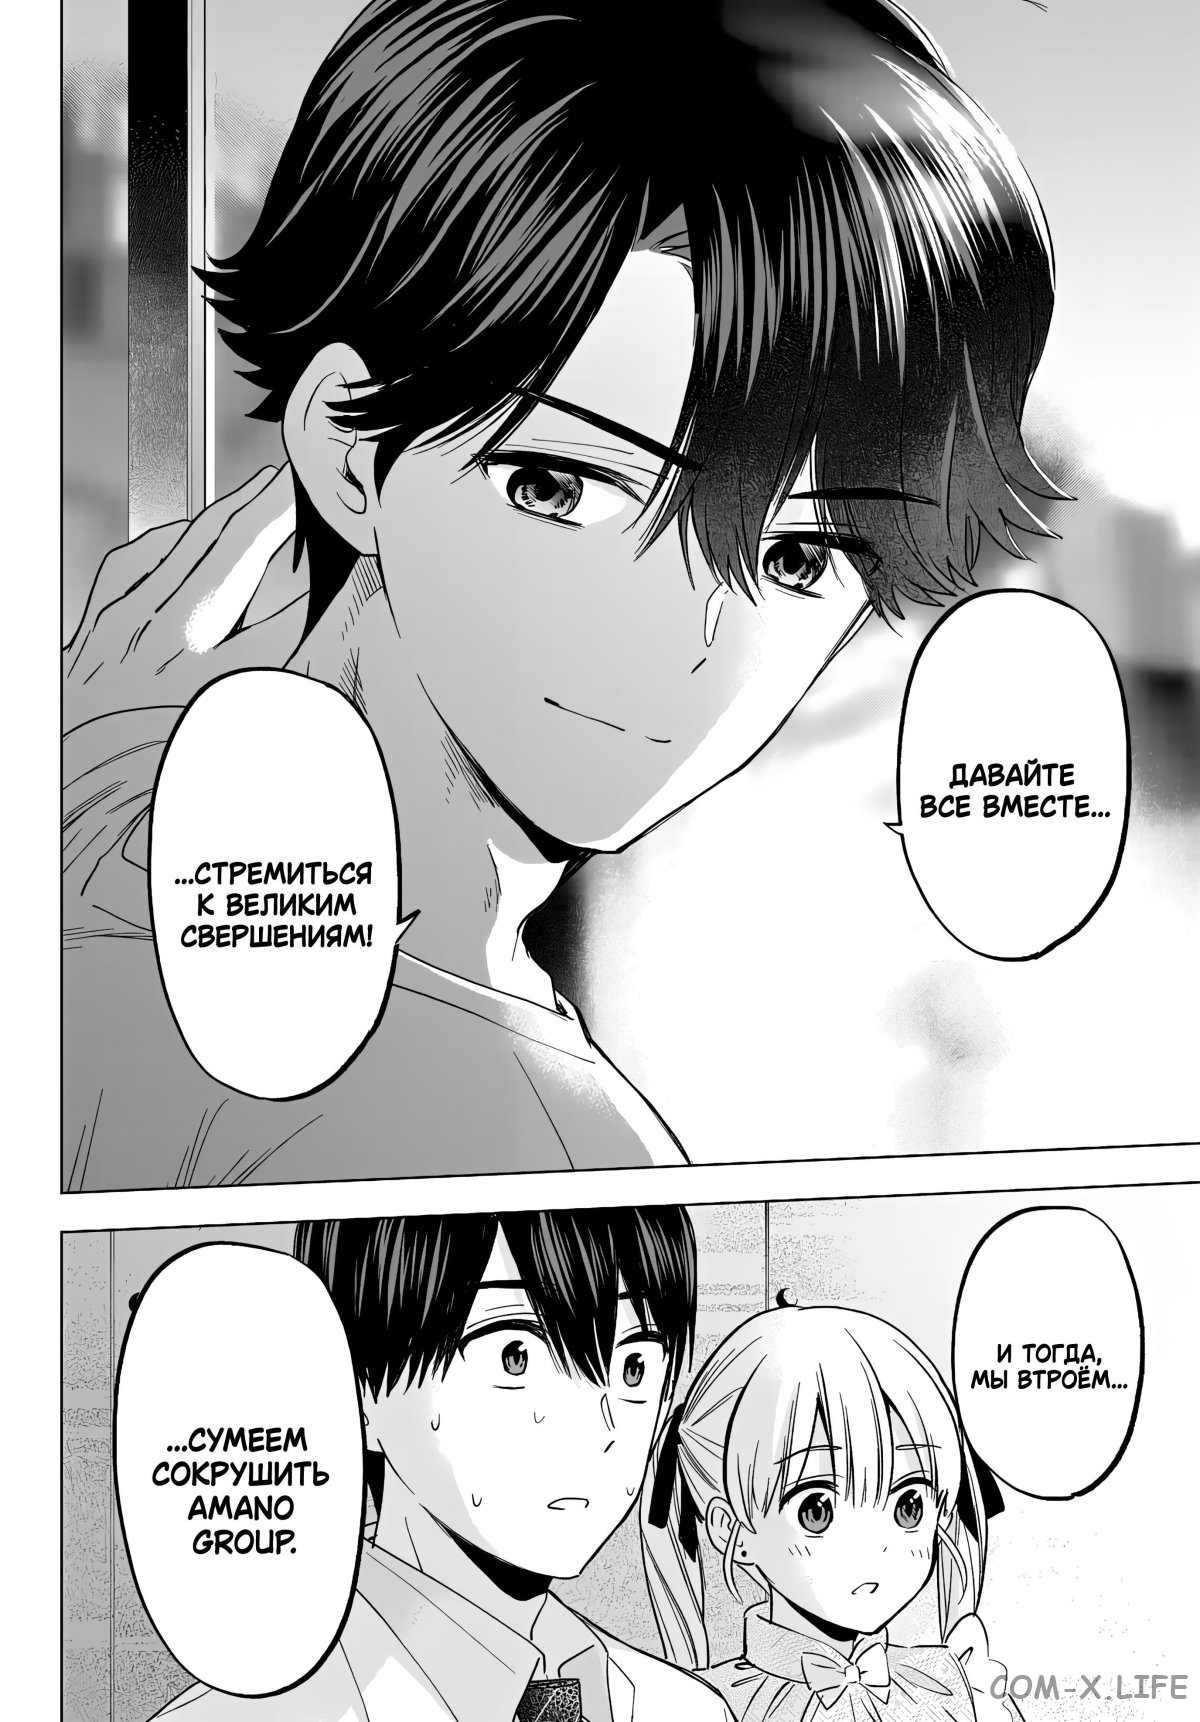 ДАВАЙТЕ
ВСЕ ВМЕСТЕ...
...СТРЕМИТЬСЯ
К ВЕЛИКИМ
СВЕРШЕНИЯМ!
И ТОГДА,
МЫ ВТРОЁМ...
...СУМЕЕМ
СОКРУШИТЬ
AMANO
GROUP.
COM-X.LIFE